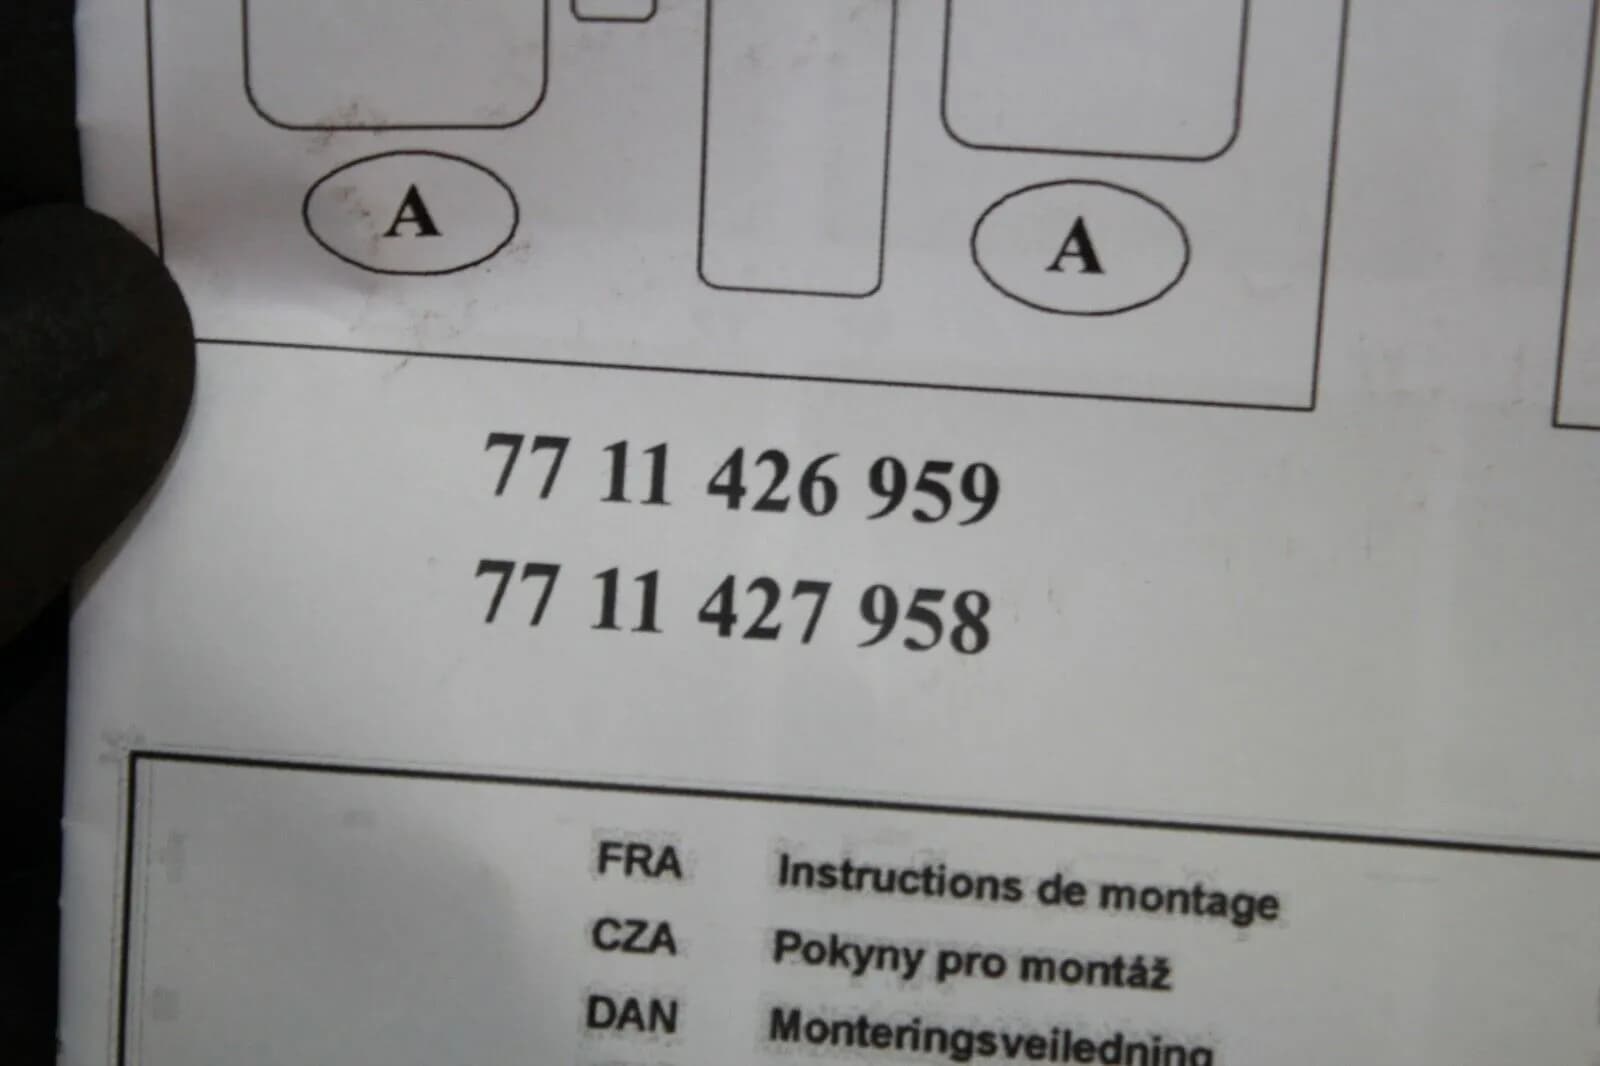 A A
77 11 426 959
77 11 427 958
FRA Instructions de montage
CZA Pokyny pro montáž
DAN Monteringsveiledning